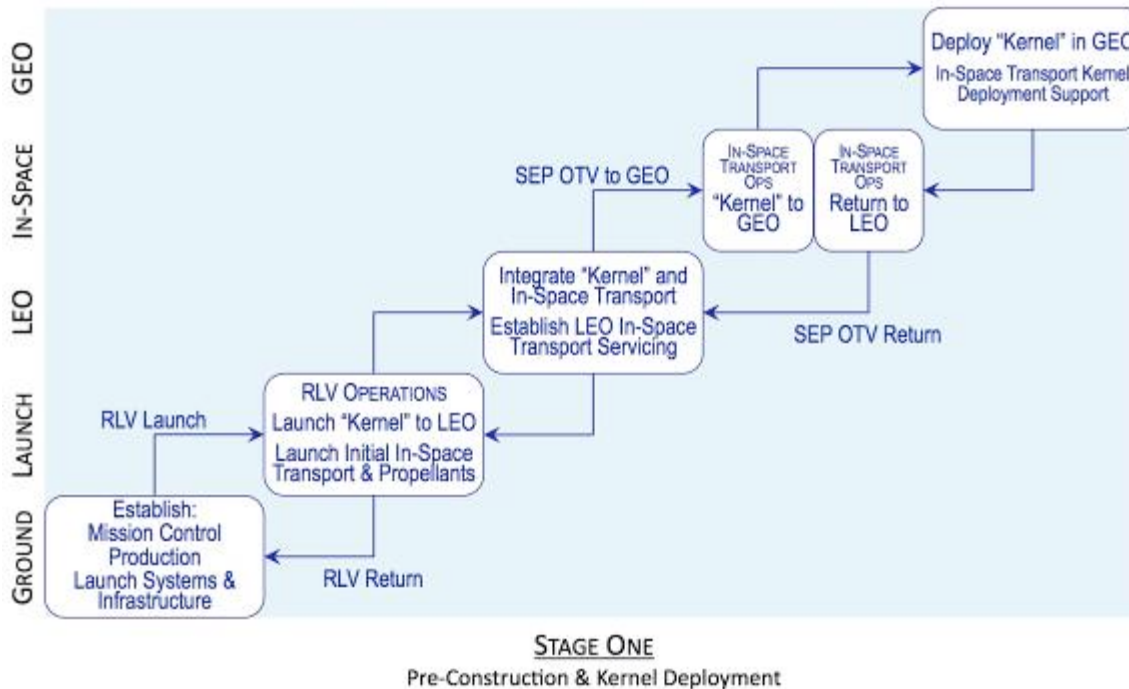 GEO
Deploy “Kernel” in GEO
In-Space Transport Kernel
Deployment Support
IN-SPACE
IN-SPACE
TRANSPORT
OPS
“Kernel” to
GEO
IN-SPACE
TRANSPORT
OPS
Return to
LEO
SEP OTV to GEO
LEO
Integrate “Kernel” and
In-Space Transport
Establish LEO In-Space
Transport Servicing
SEP OTV Return
LAUNCH
RLV Launch
RLV OPERATIONS
Launch “Kernel” to LEO
Launch Initial In-Space
Transport & Propellants
GROUND
Establish:
Mission Control
Production
Launch Systems &
Infrastructure
RLV Return
STAGE ONE
Pre-Construction & Kernel Deployment